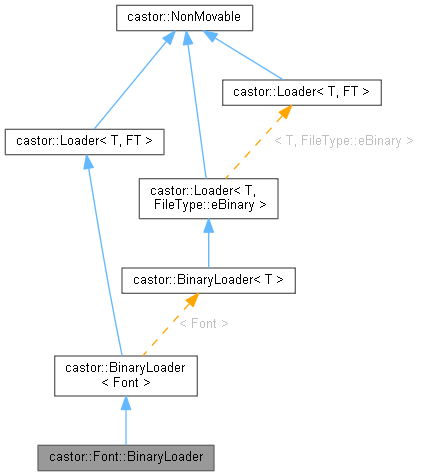 castor::NonMovable
castor::Loader< T, FT >
castor::Loader< T, FT >
< T, FileType::eBinary >
castor::Loader< T,
FileType::eBinary >
castor::BinaryLoader< T >
< Font >
castor::BinaryLoader
< Font >
castor::Font::BinaryLoader